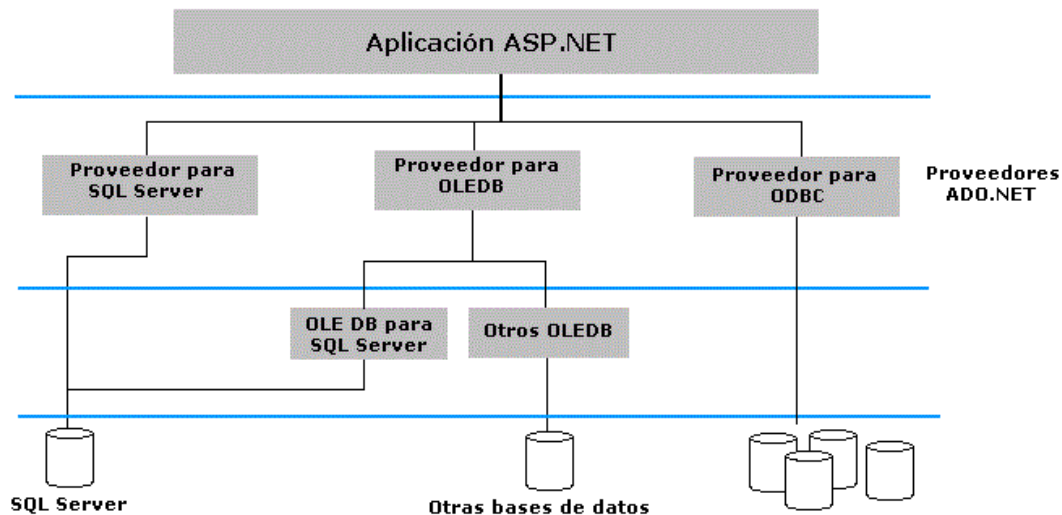 Aplicación ASP.NET
Proveedor para
SQL Server
Proveedor para
OLEDB
Proveedor para
ODBC
Proveedores
ADO.NET
OLE DB para
SQL Server
Otros OLEDB
SQL Server
Otras bases de datos